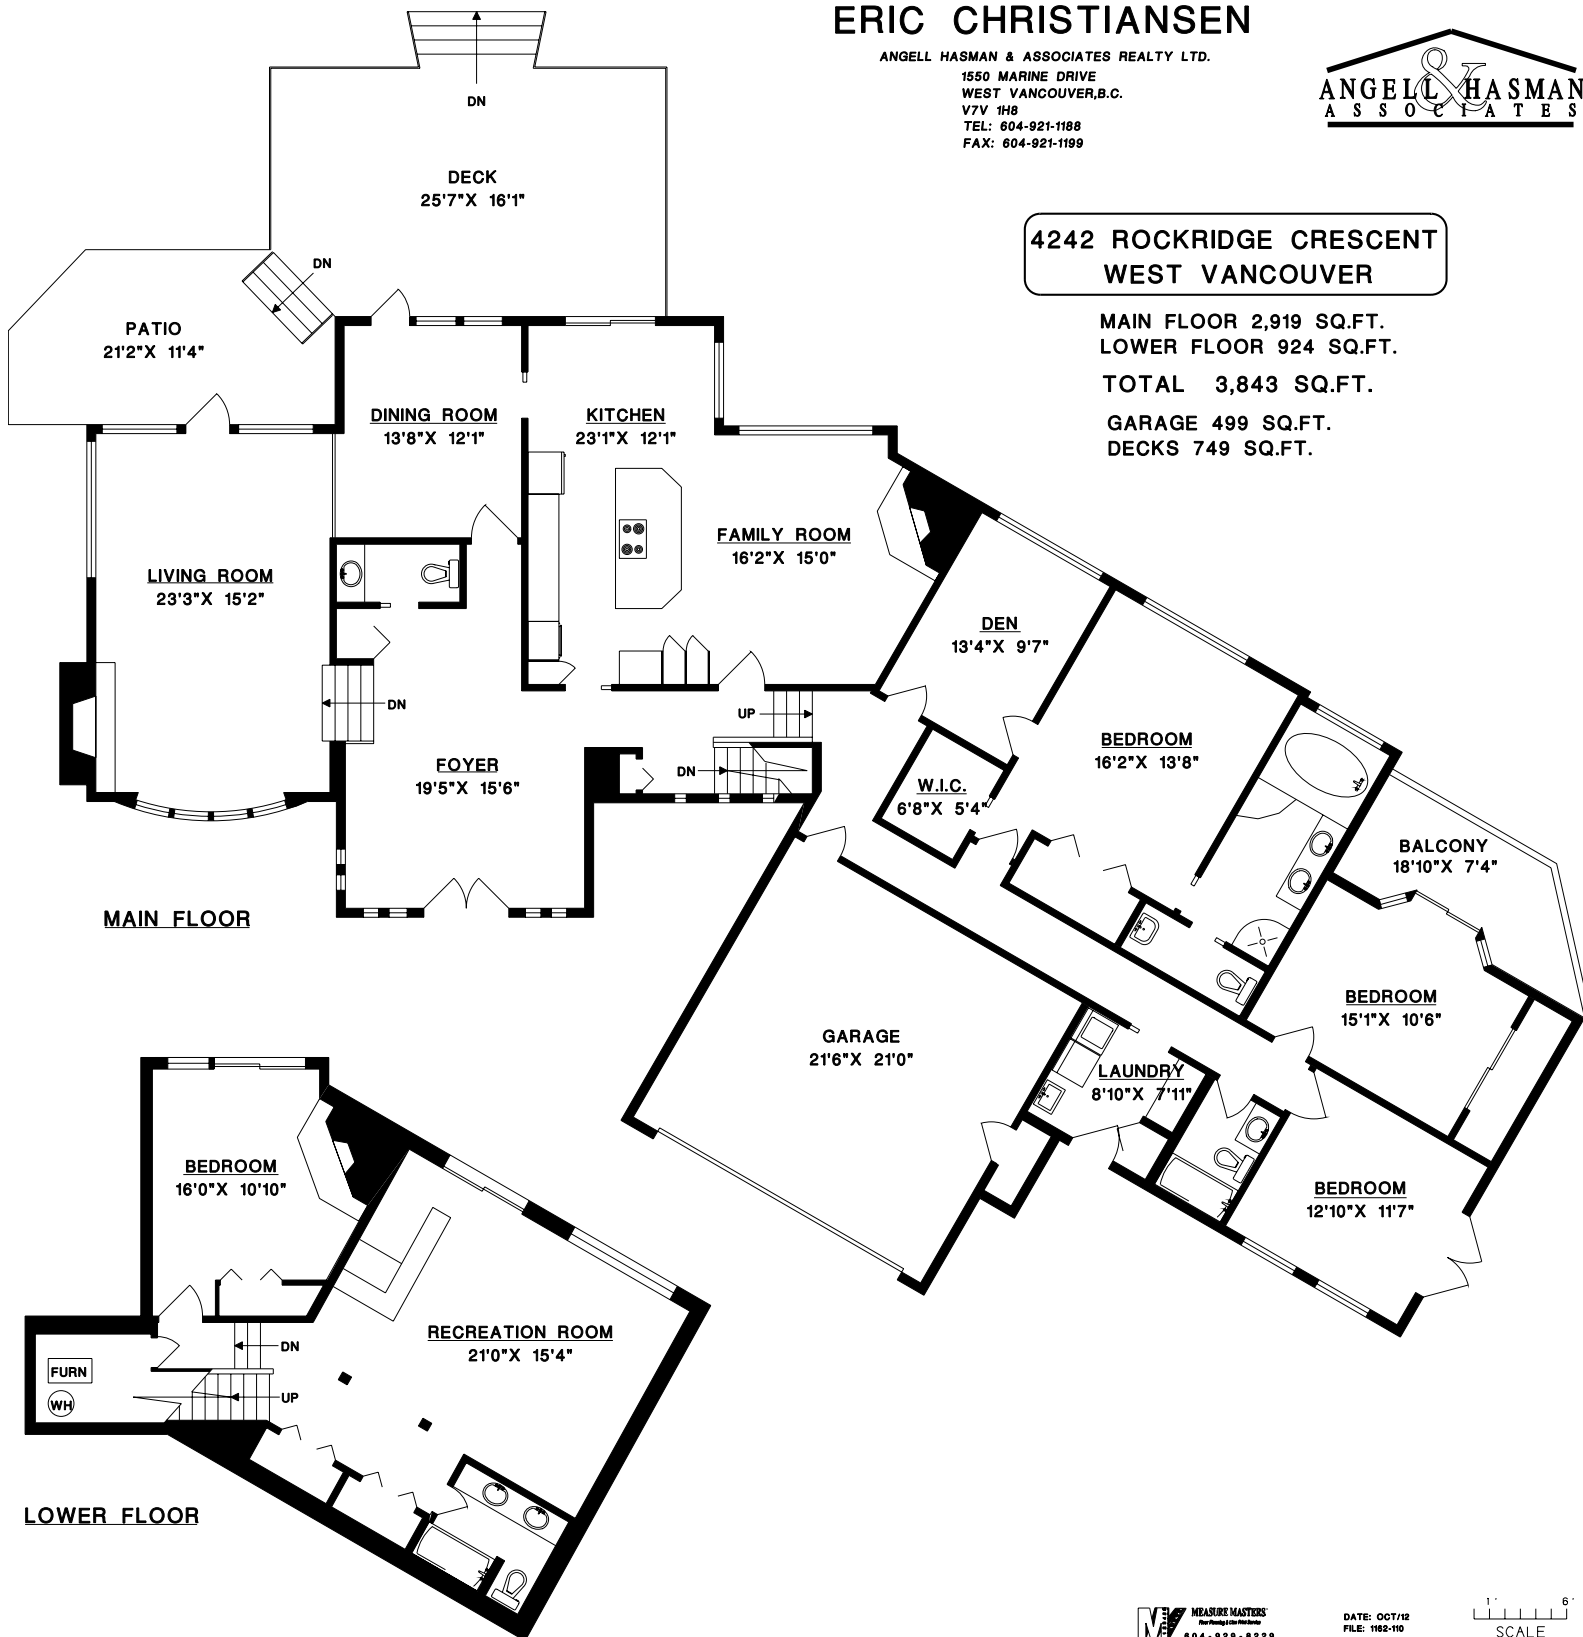 ERIC CHRISTIANSEN
ANGELL HASMAN & ASSOCIATES REALTY LTD.
1550 MARINE DRIVE
WEST VANCOUVER,B.C.
V7V 1H8
TEL: 604-921-1188
FAX: 604-921-1199
ANGELL & HASMAN
ASSOCIATES
4242 ROCKRIDGE CRESCENT
WEST VANCOUVER
MAIN FLOOR 2,919 SQ.FT.
LOWER FLOOR 924 SQ.FT.
TOTAL 3,843 SQ.FT.
GARAGE 499 SQ.FT.
DECKS 749 SQ.FT.
DN
DECK
25'7"X 16'1"
DN
PATIO
21'2"X 11'4"
DINING ROOM
13'8"X 12'1"
KITCHEN
23'1"X 12'1"
FAMILY ROOM
16'2"X 15'0"
LIVING ROOM
23'3"X 15'2"
DEN
13'4"X 9'7"
DN
UP
BEDROOM
16'2"X 13'8"
FOYER
19'5"X 15'6"
DN
W.I.C.
6'8"X 5'4"
BALCONY
18'10"X 7'4"
MAIN FLOOR
BEDROOM
15'1"X 10'6"
GARAGE
21'6"X 21'0"
LAUNDRY
8'10"X 7'11"
BEDROOM
12'10"X 11'7"
BEDROOM
16'0"X 10'10"
RECREATION ROOM
21'0"X 15'4"
DN
FURN
UP
WH
LOWER FLOOR
MEASURE MASTERS
604-929-8229
DATE: OCT/12
FILE: 1162-110
1' 6'
SCALE